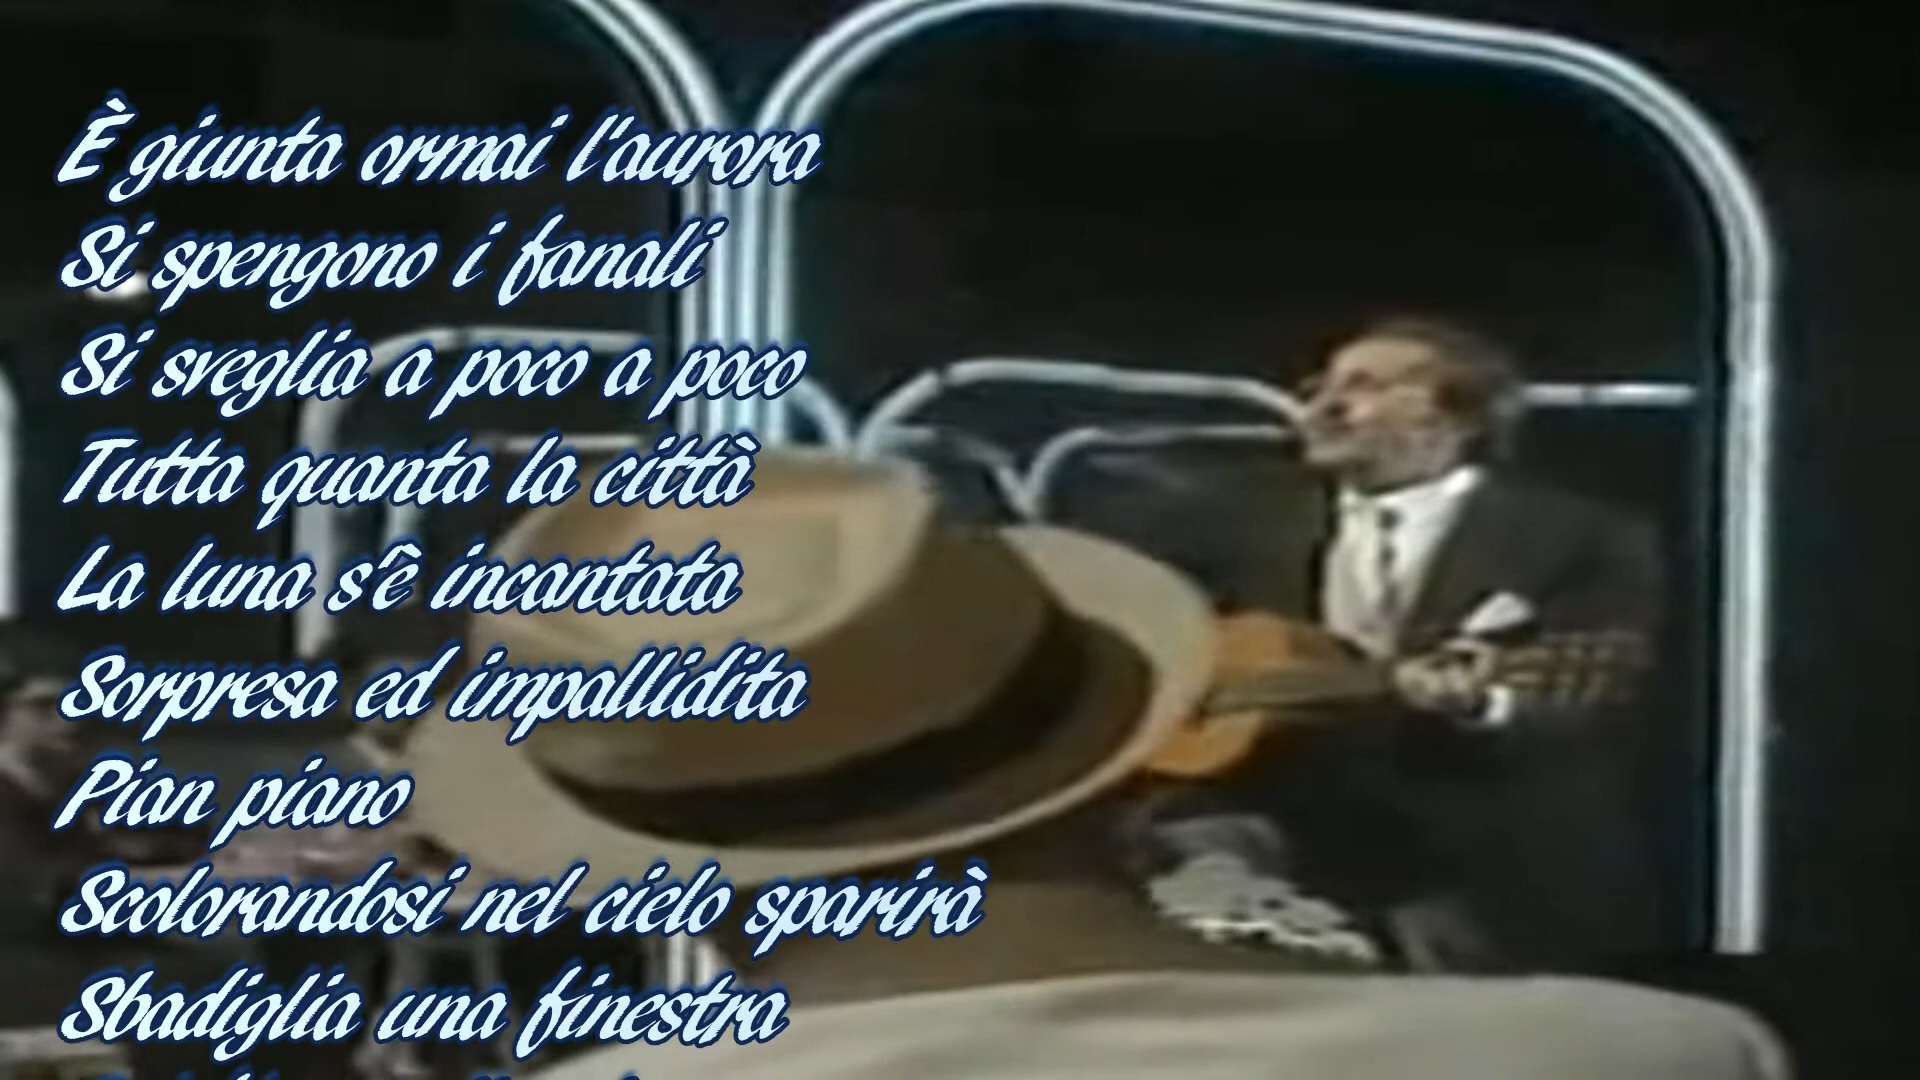 È giunta ormai l'aurora
Si spengono i fanali
Si sveglia a poco a poco
Tutta quanta la città
La luna s'è incantata
Sorpresa ed impallidita
Pian piano
Scolorandosi nel cielo sparirà
Sbadiglia una finestra